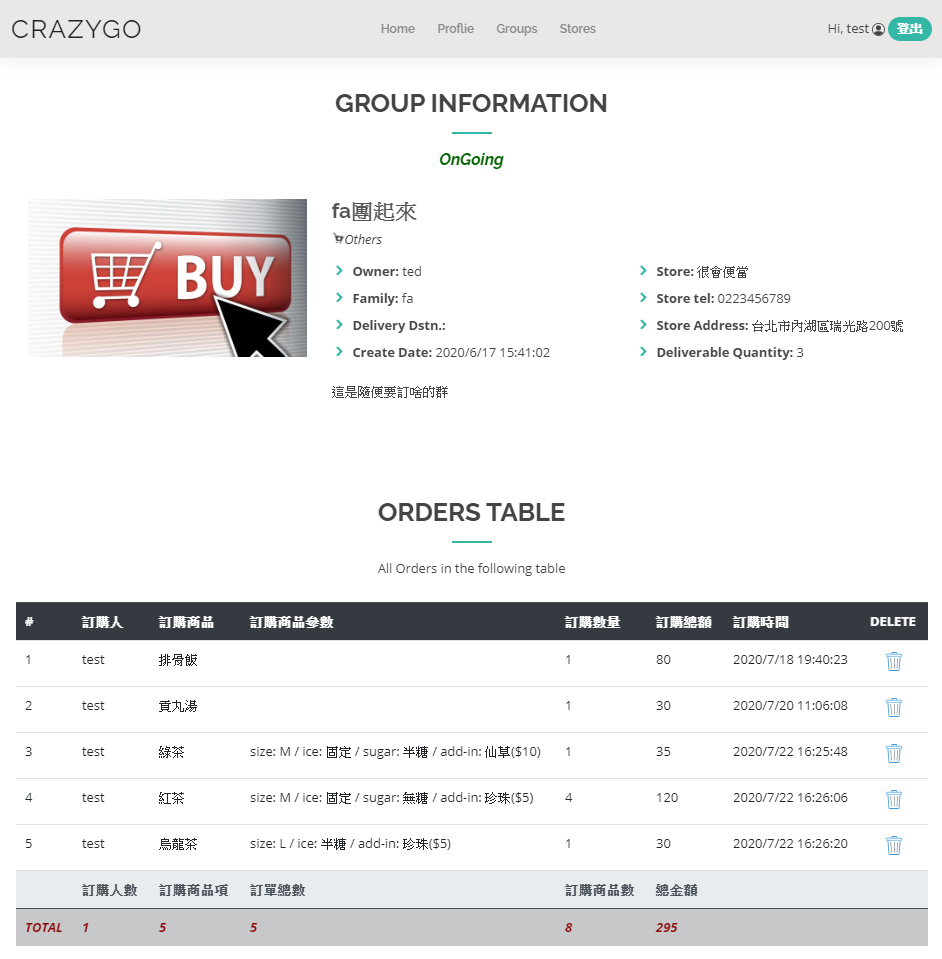 CRAZYGO Home Proflie Groups Stores Hi, test 登出
GROUP INFORMATION
OnGoing
BUY
fa團起來
Others
Owner: ted Store: 很會便當
Family: fa Store tel: 0223456789
Delivery Dstn.: Store Address: 台北市內湖區瑞光路200號
Create Date: 2020/6/17 15:41:02 Deliverable Quantity: 3
這是隨便要訂啥的群
ORDERS TABLE
All Orders in the following table
# 訂購人 訂購商品 訂購商品參數 訂購數量 訂購總額 訂購時間 DELETE
1 test 排骨飯 1 80 2020/7/18 19:40:23
2 test 貢丸湯 1 30 2020/7/20 11:06:08
3 test 綠茶 size: M / ice: 固定 / sugar: 半糖 / add-in: 仙草($10) 1 35 2020/7/22 16:25:48
4 test 紅茶 size: M / ice: 固定 / sugar: 無糖 / add-in: 珍珠($5) 4 120 2020/7/22 16:26:06
5 test 烏龍茶 size: L / ice: 半糖 / add-in: 珍珠($5) 1 30 2020/7/22 16:26:20
訂購人數 訂購商品項 訂單總數 訂購商品數 總金額
TOTAL 1 5 5 8 295